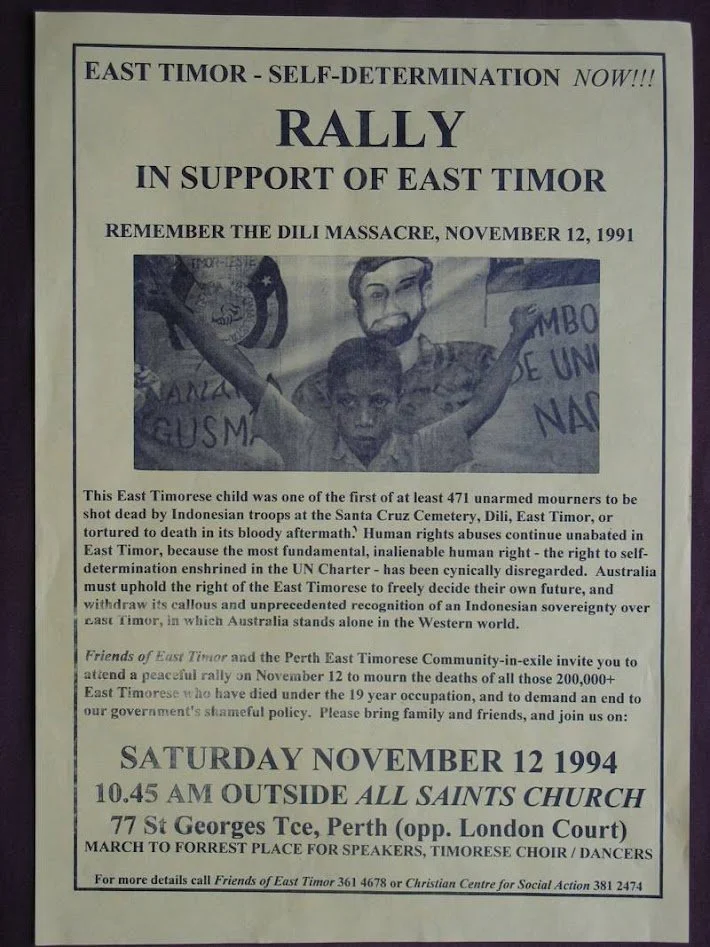 EAST TIMOR - SELF-DETERMINATION NOW!!!
RALLY
IN SUPPORT OF EAST TIMOR
REMEMBER THE DILI MASSACRE, NOVEMBER 12, 1991
TIMOR-LESTE
MBO
DE UNI
NAN
NA
GUSM
This East Timorese child was one of the first of at least 471 unarmed mourners to be
shot dead by Indonesian troops at the Santa Cruz Cemetery, Dili, East Timor, or
tortured to death in its bloody aftermath. Human rights abuses continue unabated in
East Timor, because the most fundamental, inalienable human right - the right to self-
determination enshrined in the UN Charter - has been cynically disregarded. Australia
must uphold the right of the East Timorese to freely decide their own future, and
withdraw its callous and unprecedented recognition of an Indonesian sovereignty over
East Timor, in which Australia stands alone in the Western world.
Friends of East Timor and the Perth East Timorese Community-in-exile invite you to
attend a peaceful rally on November 12 to mourn the deaths of all those 200,000+
East Timorese who have died under the 19 year occupation, and to demand an end to
our government's shameful policy. Please bring family and friends, and join us on:
SATURDAY NOVEMBER 12 1994
10.45 AM OUTSIDE ALL SAINTS CHURCH
77 St Georges Tce, Perth (opp. London Court)
MARCH TO FORREST PLACE FOR SPEAKERS, TIMORESE CHOIR / DANCERS
For more details call Friends of East Timor 361 4678 or Christian Centre for Social Action 381 2474